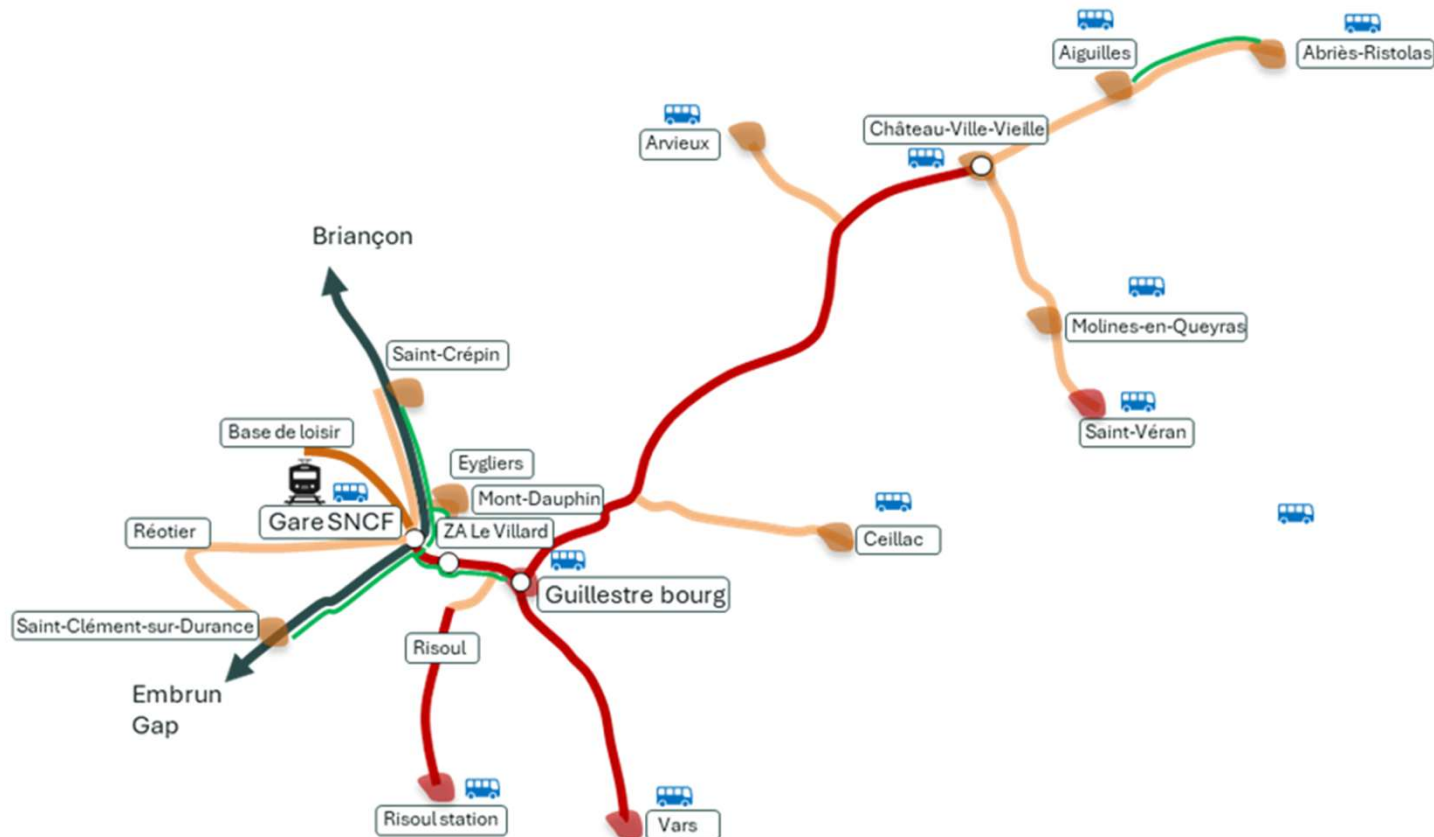 Aiguilles
Abriès-Ristolas
Arvieux
Château-Ville-Vieille
Briançon
Molines-en-Queyras
Saint-Crépin
Saint-Véran
Base de loisir
Eygliers
Mont-Dauphin
Gare SNCF
Réotier
ZA Le Villard
Ceillac
Guillestre bourg
Saint-Clément-sur-Durance
Risoul
Embrun
Gap
Risoul station
Vars